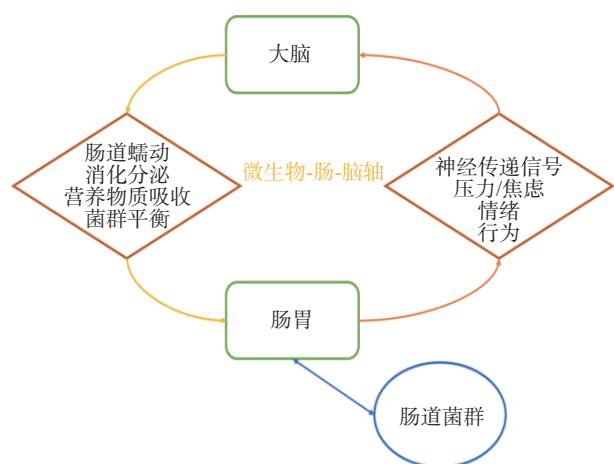 大脑
肠道蠕动
消化分泌
营养物质吸收
菌群平衡
微生物-肠-脑轴
神经传递信号
压力/焦虑
情绪
行为
肠胃
肠道菌群